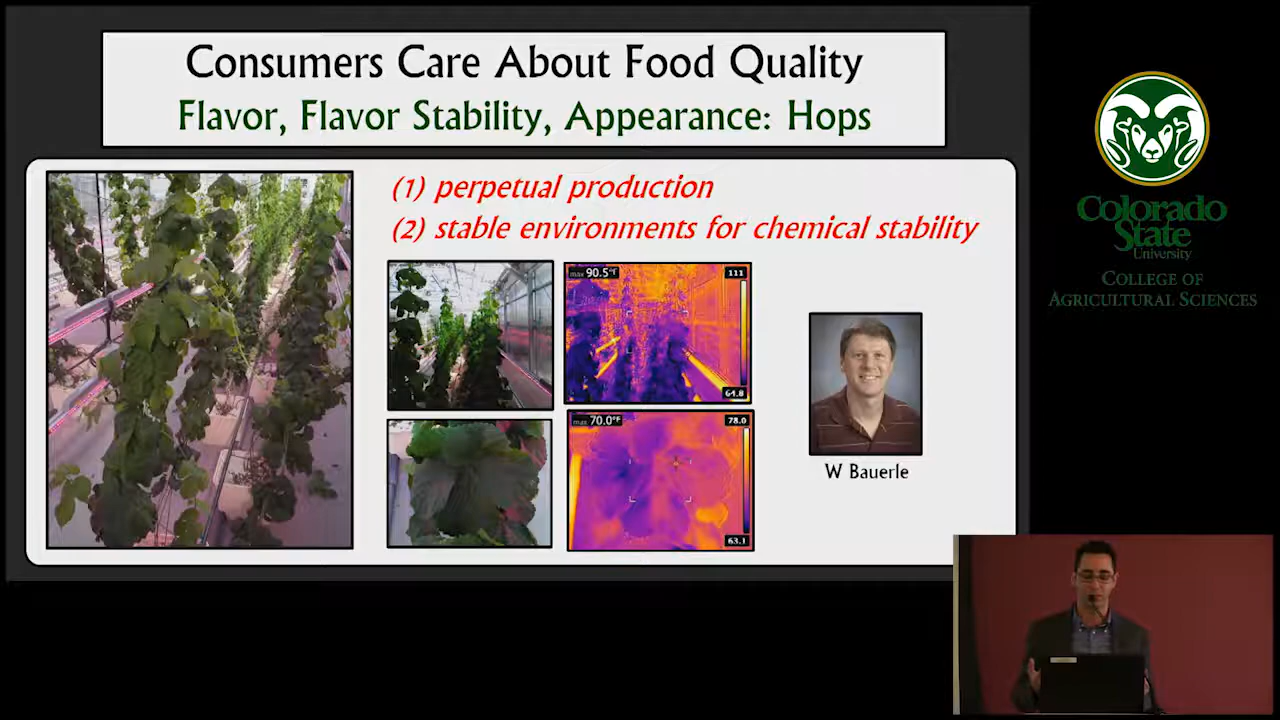 Consumers Care About Food Quality
Flavor, Flavor Stability, Appearance: Hops
(1) perpetual production
(2) stable environments for chemical stability
max 90.5°F
111
64.8
max 70.0°F
78.0
63.1
W Bauerle
Colorado
State
University
COLLEGE OF
AGRICULTURAL SCIENCES